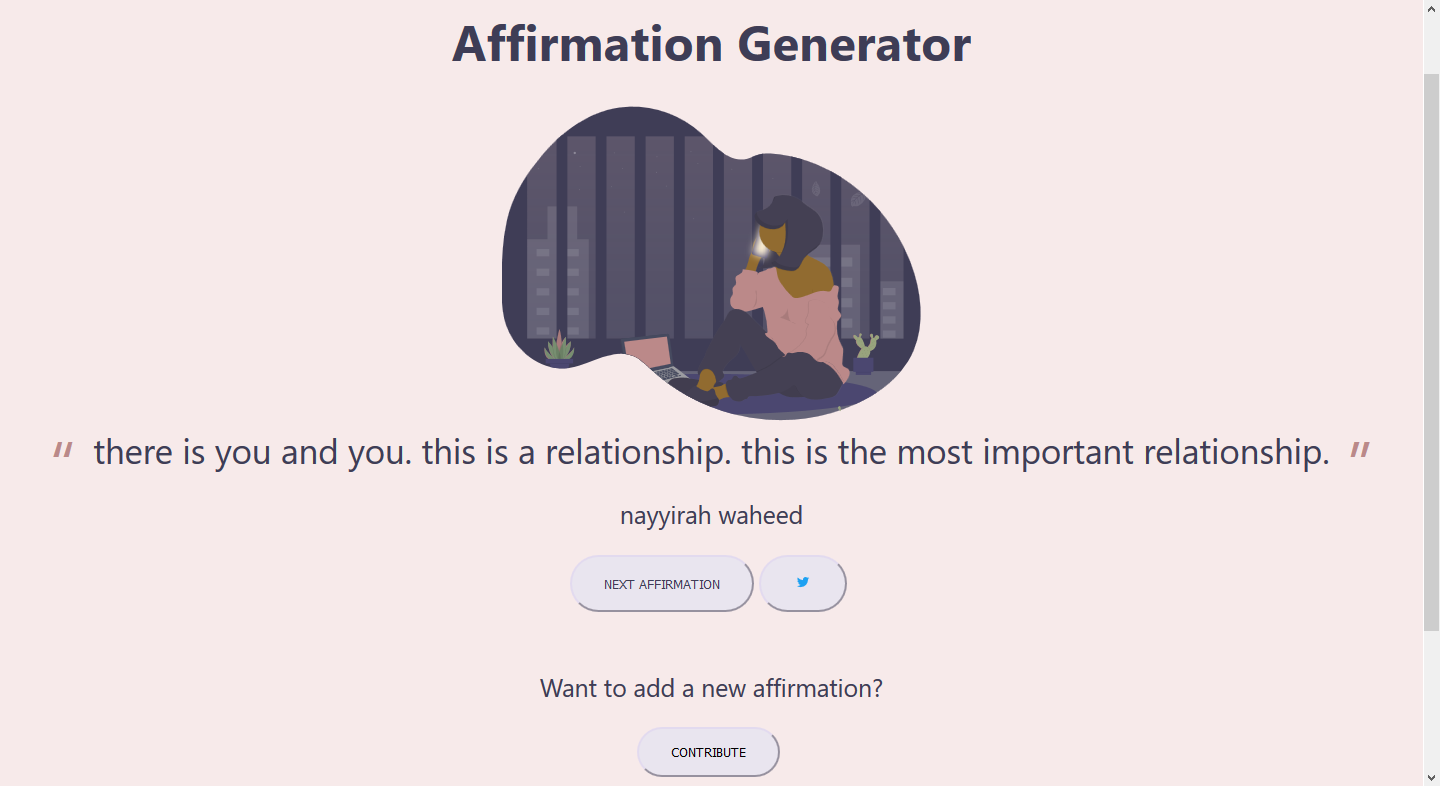 Affirmation Generator
" there is you and you. this is a relationship. this is the most important relationship. "
nayyirah waheed
NEXT AFFIRMATION
Want to add a new affirmation?
CONTRIBUTE